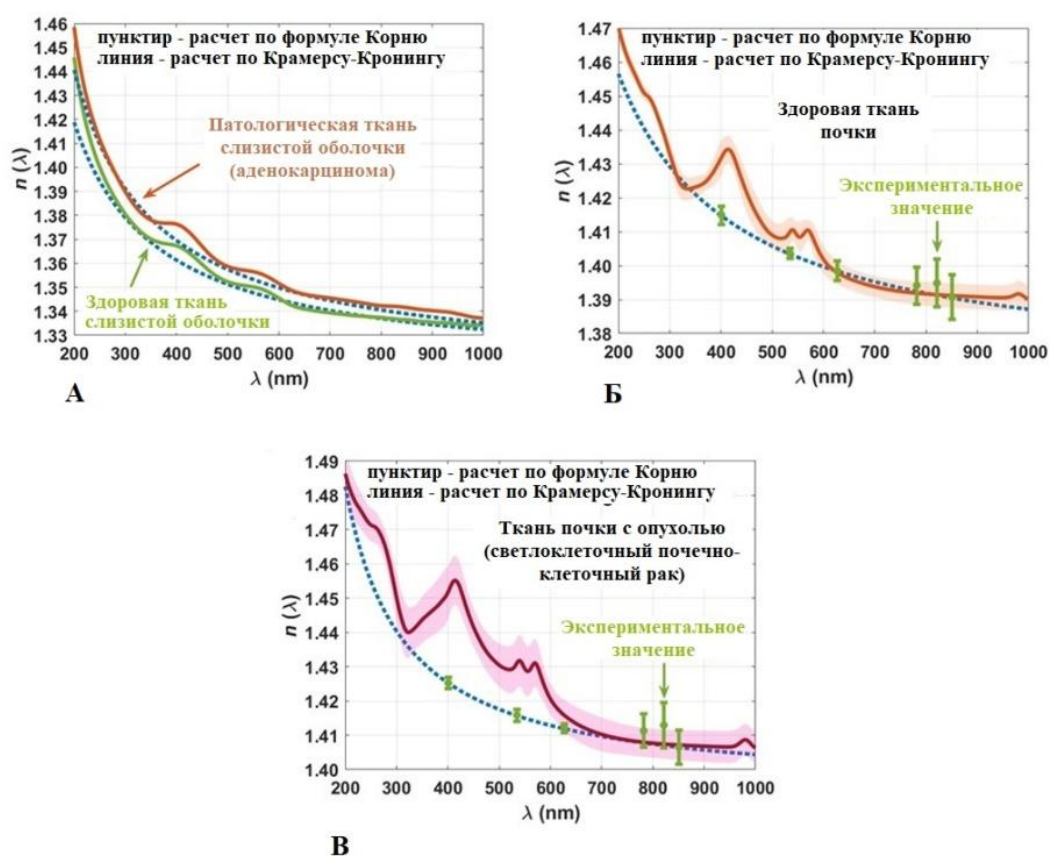 1.46
1.45
1.44
1.42
1.40
1.39
1.38
1.37
1.36
1.35
1.34
1.33
n (λ)
пунктир - расчет по формуле Корню
линия - расчет по Крамерсу-Кронингу
Патологическая ткань
слизистой оболочки
(аденокарцинома)
Здоровая ткань
слизистой оболочки
200 300 400 500 600 700 800 900 1000
λ (nm)
А
1.47
1.46
1.44
1.43
1.42
1.41
1.40
1.39
1.38
n (λ)
пунктир - расчет по формуле Корню
линия - расчет по Крамерсу-Кронингу
Здоровая ткань
почки
Экспериментальное
значение
200 300 400 500 600 700 800 900 1000
λ (nm)
Б
1.49
1.48
1.47
1.46
1.45
1.44
1.43
1.42
1.41
1.40
n (λ)
пунктир - расчет по формуле Корню
линия - расчет по Крамерсу-Кронингу
Ткань почки с опухолью
(светлоклеточный почечно-
клеточный рак)
Экспериментальное
значение
200 300 400 500 600 700 800 900 1000
λ (nm)
В